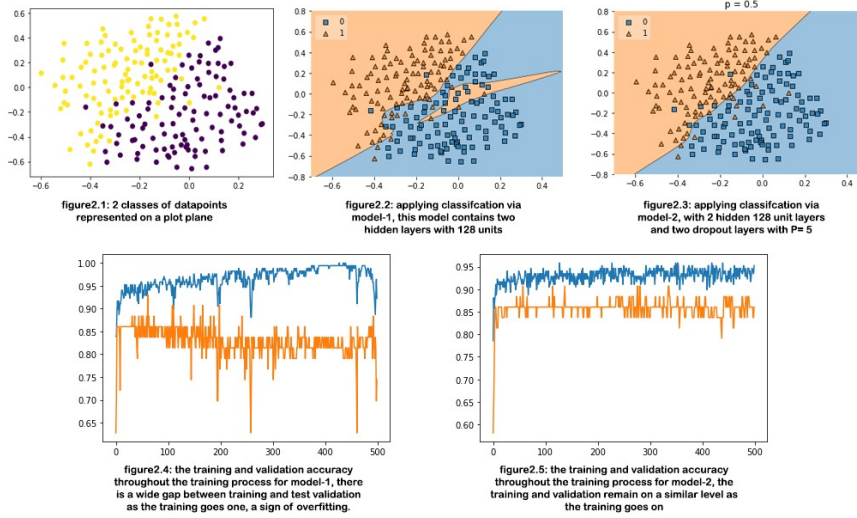 p = 0.5
0.6
0.4
0.2
0.0
-0.2
-0.4
-0.6
-0.6 -0.4 -0.2 0.0 0.2
0.8
0.6
0.4
0.2
0.0
-0.2
-0.4
-0.6
-0.8
0
1
-0.6 -0.4 -0.2 0.0 0.2 0.4
0.8
0.6
0.4
0.2
0.0
-0.2
-0.4
-0.6
-0.8
0
1
-0.6 -0.4 -0.2 0.0 0.2 0.4
figure2.1: 2 classes of datapoints
represented on a plot plane
figure2.2: applying classifcation via
model-1, this model contains two
hidden layers with 128 units
figure2.3: applying classifcation via
model-2, with 2 hidden 128 unit layers
and two dropout layers with P= 5
1.00
0.95
0.90
0.85
0.80
0.75
0.70
0.65
0 100 200 300 400 500
0.95
0.90
0.85
0.80
0.75
0.70
0.65
0.60
0 100 200 300 400 500
figure2.4: the training and validation accuracy
throughout the training process for model-1, there
is a wide gap between training and test validation
as the training goes one, a sign of overfitting.
figure2.5: the training and validation accuracy
throughout the training process for model-2, the
training and validation remain on a similar level as
the training goes on